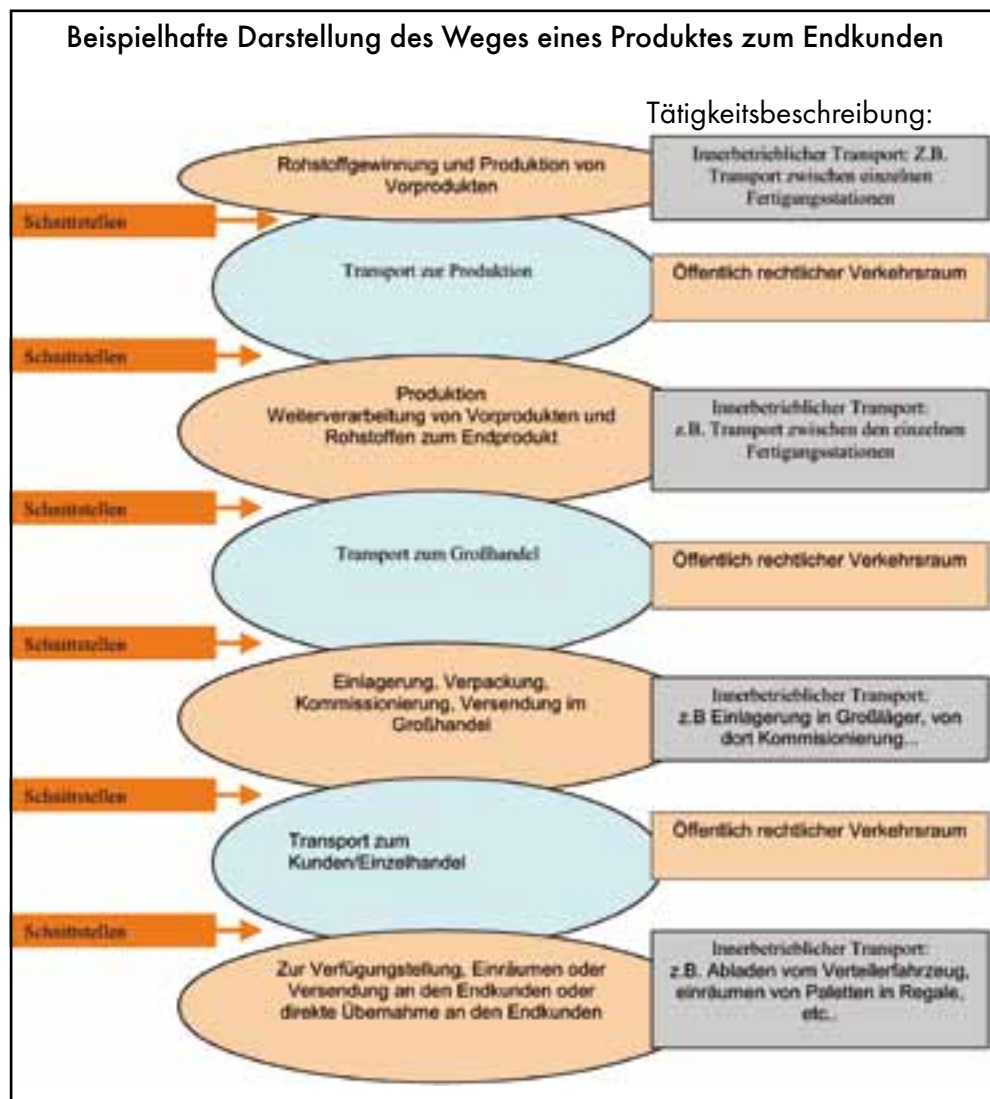 Beispielhafte Darstellung des Weges eines Produktes zum Endkunden
Tätigkeitsbeschreibung:
Rohstoffgewinnung und Produktion von
Vorprodukten
Innerbetrieblicher Transport: Z.B.
Transport zwischen einzelnen
Fertigungsstationen
Schnittstellen
Transport zur Produktion
Öffentlich rechtlicher Verkehrsraum
Schnittstellen
Produktion
Weiterverarbeitung von Vorprodukten und
Rohstoffen zum Endprodukt
Innerbetrieblicher Transport:
z.B. Transport zwischen den einzelnen
Fertigungsstationen
Schnittstellen
Transport zum Großhandel
Öffentlich rechtlicher Verkehrsraum
Schnittstellen
Einlagerung, Verpackung,
Kommissionierung, Versendung im
Großhandel
Innerbetrieblicher Transport:
z.B Einlagerung in Großläger, von
dort Kommisionierung...
Schnittstellen
Transport zum
Kunden/Einzelhandel
Öffentlich rechtlicher Verkehrsraum
Schnittstellen
Zur Verfügungstellung, Einräumen oder
Versendung an den Endkunden oder
direkte Übernahme an den Endkunden
Innerbetrieblicher Transport:
z.B. Abladen vom Verteilerfahrzeug,
einräumen von Paletten in Regale,
etc..